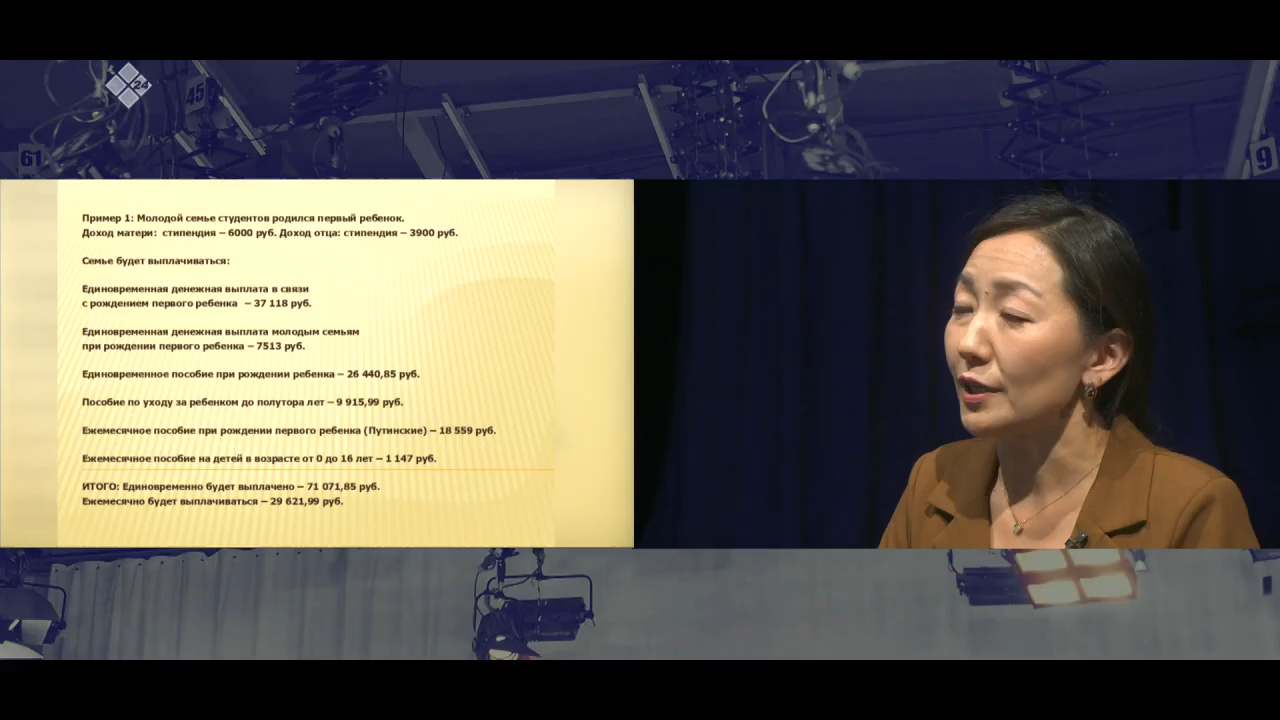 24
45
61
9
Пример 1: Молодой семье студентов родился первый ребенок.
Доход матери: стипендия – 6000 руб. Доход отца: стипендия – 3900 руб.
Семье будет выплачиваться:
Единовременная денежная выплата в связи
с рождением первого ребенка – 37 118 руб.
Единовременная денежная выплата молодым семьям
при рождении первого ребенка – 7513 руб.
Единовременное пособие при рождении ребенка – 26 440,85 руб.
Пособие по уходу за ребенком до полутора лет – 9 915,99 руб.
Ежемесячное пособие при рождении первого ребенка (Путинские) – 18 559 руб.
Ежемесячное пособие на детей в возрасте от 0 до 16 лет – 1 147 руб.
ИТОГО: Единовременно будет выплачено – 71 071,85 руб.
Ежемесячно будет выплачиваться – 29 621,99 руб.